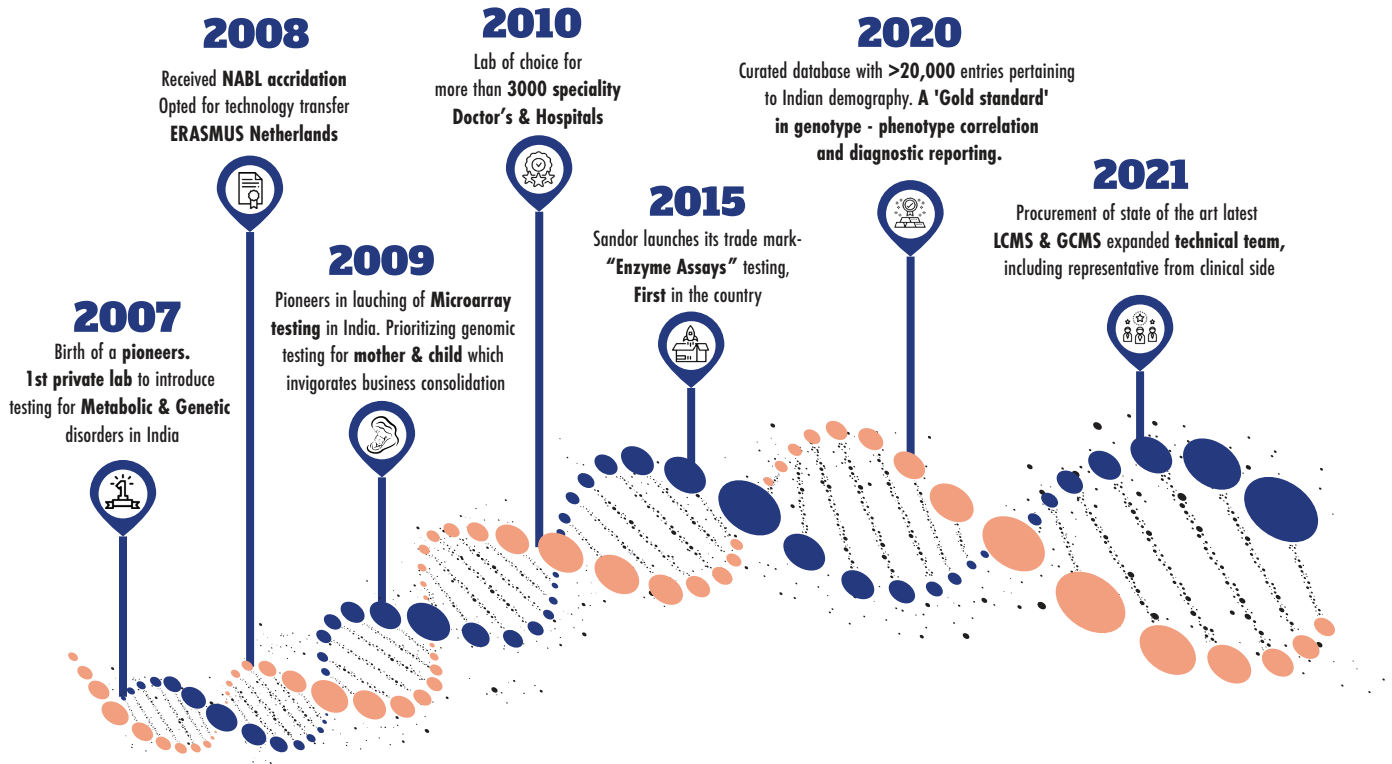 2007
Birth of a pioneers.
1st private lab to introduce
testing for Metabolic & Genetic
disorders in India
2008
Received NABL accridation
Opted for technology transfer
ERASMUS Netherlands
2009
Pioneers in lauching of Microarray
testing in India. Prioritizing genomic
testing for mother & child which
invigorates business consolidation
2010
Lab of choice for
more than 3000 speciality
Doctor's & Hospitals
2015
Sandor launches its trade mark-
“Enzyme Assays” testing,
First in the country
2020
Curated database with >20,000 entries pertaining
to Indian demography. A 'Gold standard'
in genotype - phenotype correlation
and diagnostic reporting.
2021
Procurement of state of the art latest
LCMS & GCMS expanded technical team,
including representative from clinical side
1